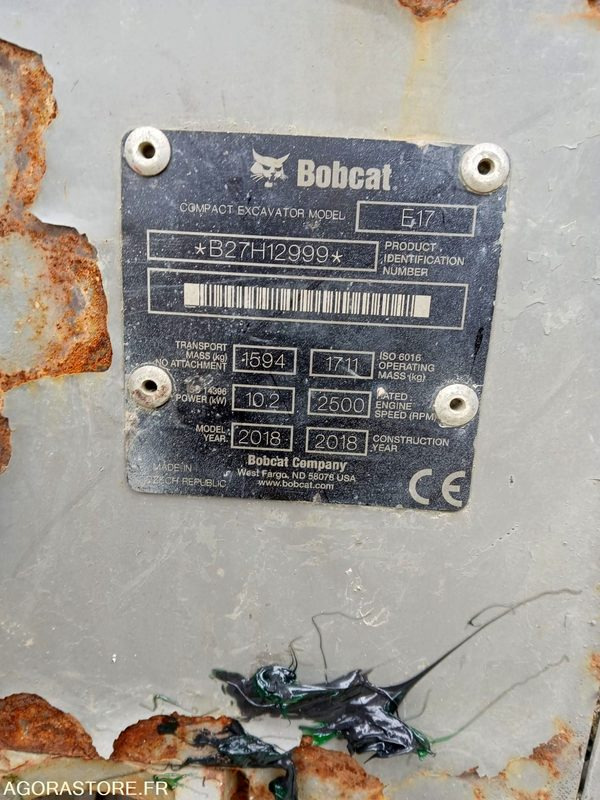 Bobcat
COMPACT EXCAVATOR MODEL E17
*B27H12999* PRODUCT IDENTIFICATION NUMBER
TRANSPORT MASS (kg) NO ATTACHMENT 1594 1711 ISO 6016 OPERATING MASS (kg)
14396 POWER (kW) 10.2 2500 RATED ENGINE SPEED (RPM)
MODEL YEAR 2018 2018 CONSTRUCTION YEAR
Bobcat Company
West Fargo, ND 58078 USA
www.bobcat.com
MADE IN CZECH REPUBLIC
CE
AGORASTORE.FR